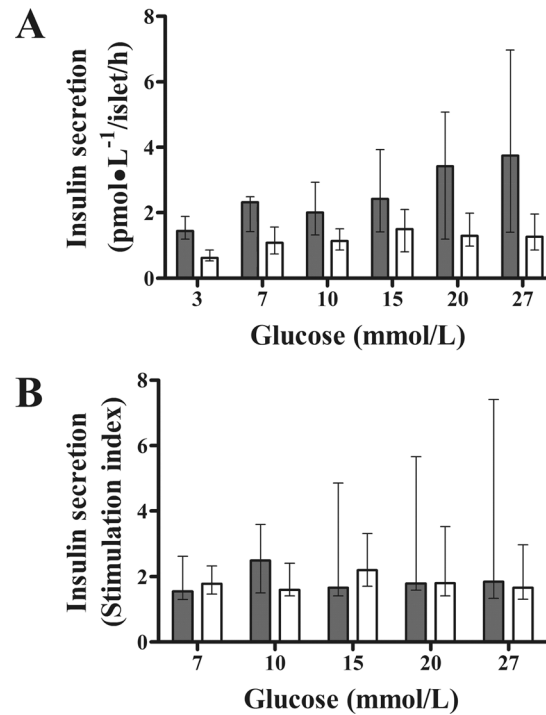 A
Insulin secretion
(pmol●L⁻¹/islet/h)
8
6
4
2
0
3 7 10 15 20 27
Glucose (mmol/L)
B
Insulin secretion
(Stimulation index)
8
6
4
2
0
7 10 15 20 27
Glucose (mmol/L)